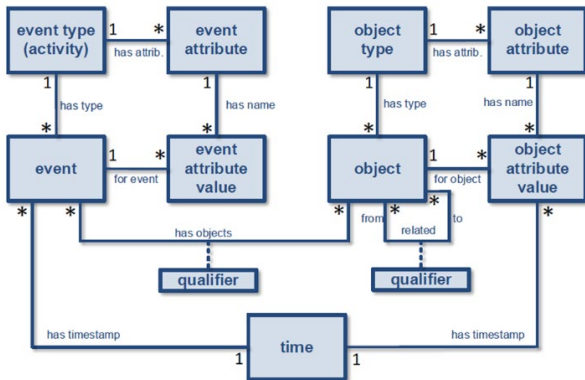 event type
(activity)
1
*
has attrib.
event
attribute
object
type
1
*
has attrib.
object
attribute
1
has type
*
1
has name
*
1
has type
*
1
has name
*
event
1
*
for event
event
attribute
value
object
1
*
for object
object
attribute
value
*
*
*
from
*
*
to
related
*
has objects
qualifier
qualifier
has timestamp
1
time
1
has timestamp